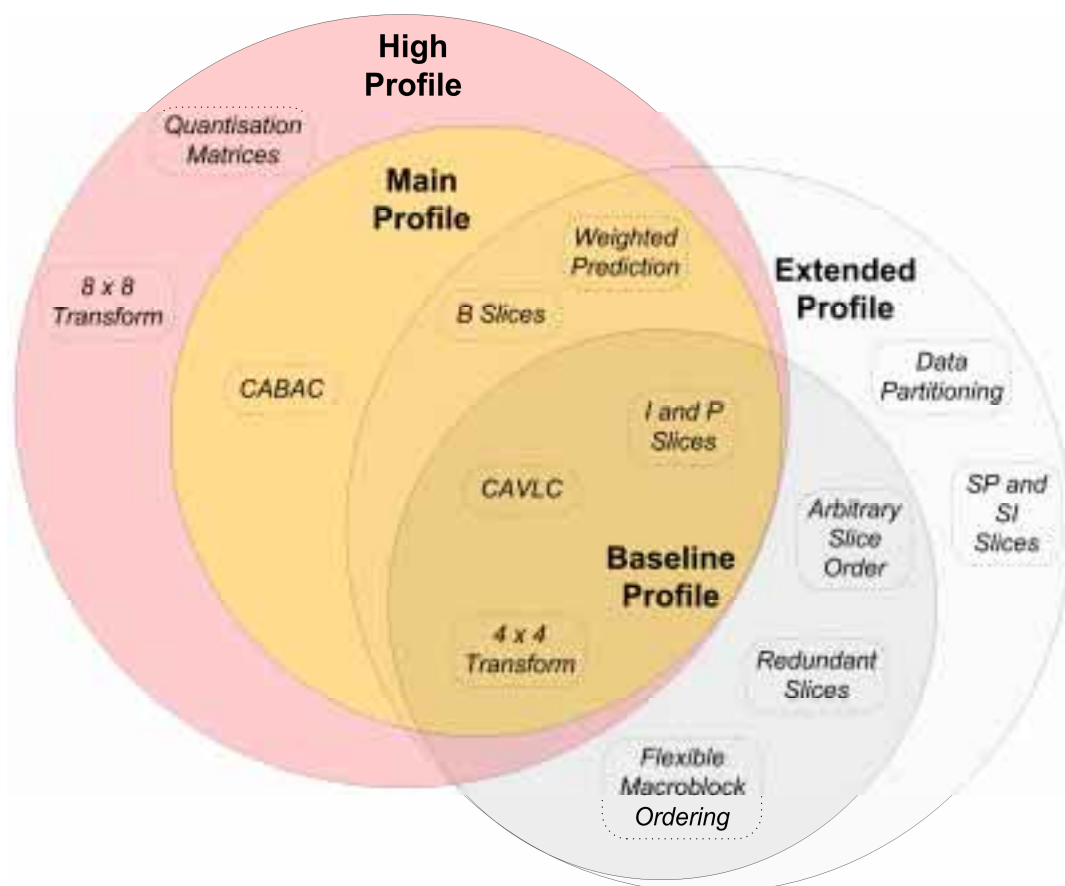 High
Profile
Quantisation
Matrices
Main
Profile
Weighted
Prediction
Extended
Profile
8 x 8
Transform
B Slices
Data
Partitioning
CABAC
I and P
Slices
CAVLC
SP and
SI
Slices
Arbitrary
Slice
Order
Baseline
Profile
4 x 4
Transform
Redundant
Slices
Flexible
Macroblock
Ordering